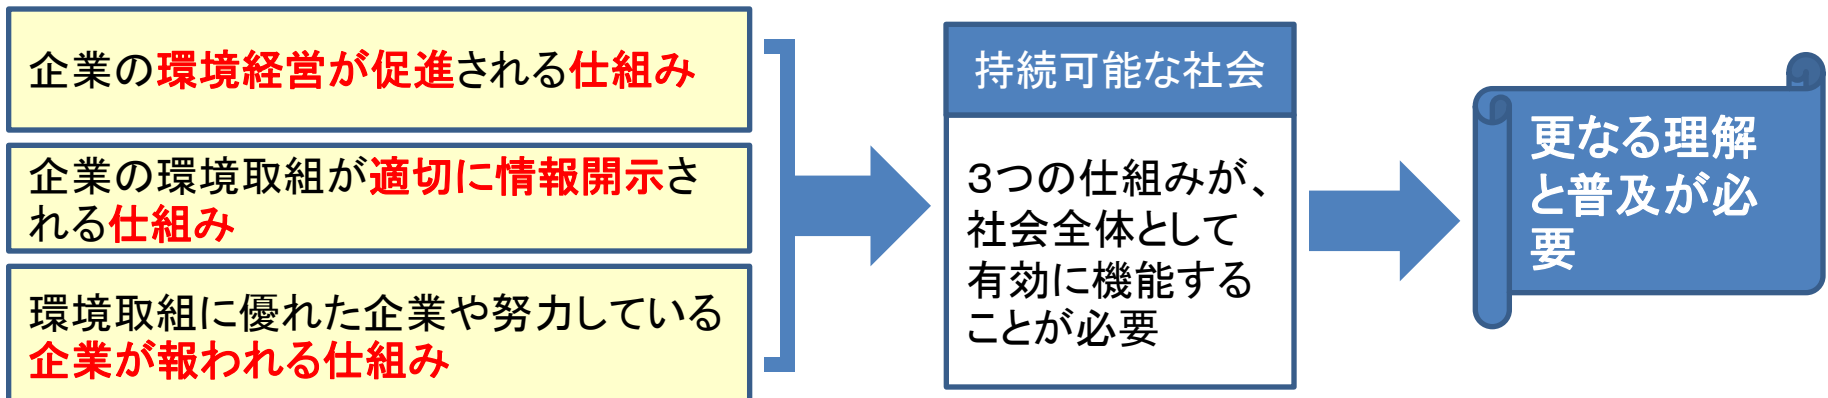 企業の環境経営が促進される仕組み
企業の環境取組が適切に情報開示さ
れる仕組み
環境取組に優れた企業や努力している
企業が報われる仕組み
持続可能な社会
３つの仕組みが、
社会全体として
有効に機能する
ことが必要
更なる理解
と普及が必
要